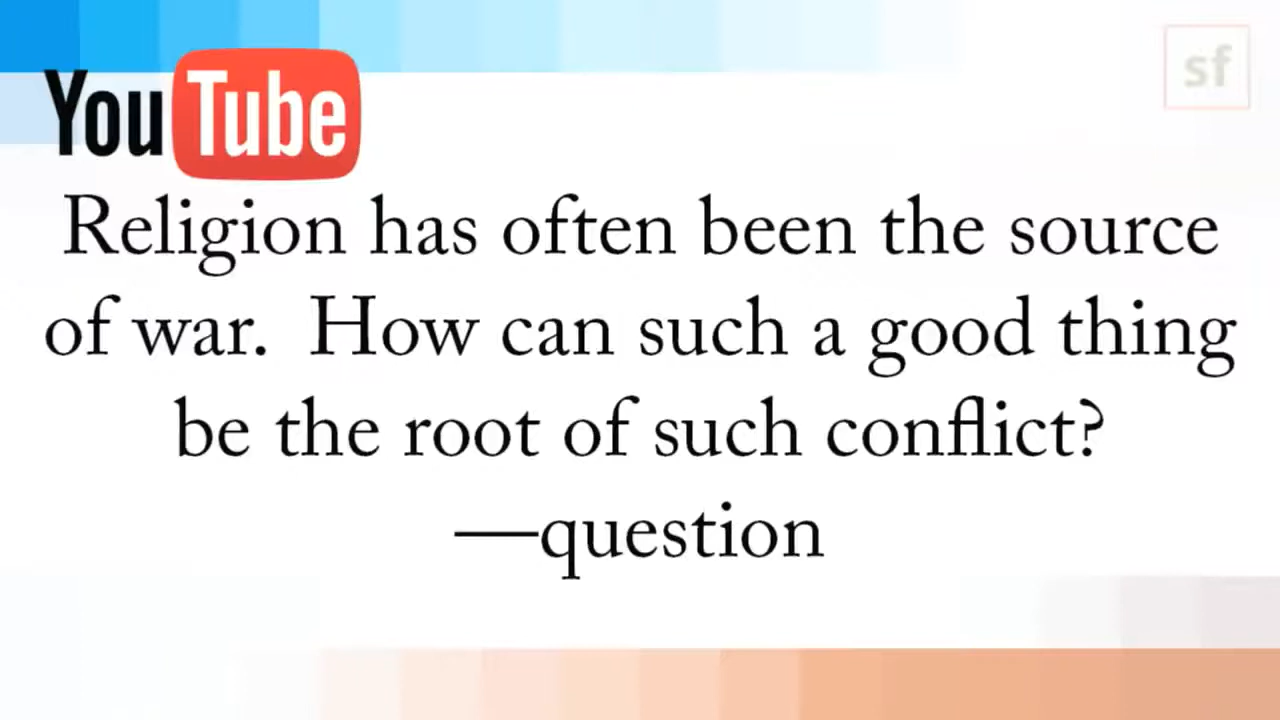 YouTube
sf
Religion has often been the source
of war. How can such a good thing
be the root of such conflict?
—question